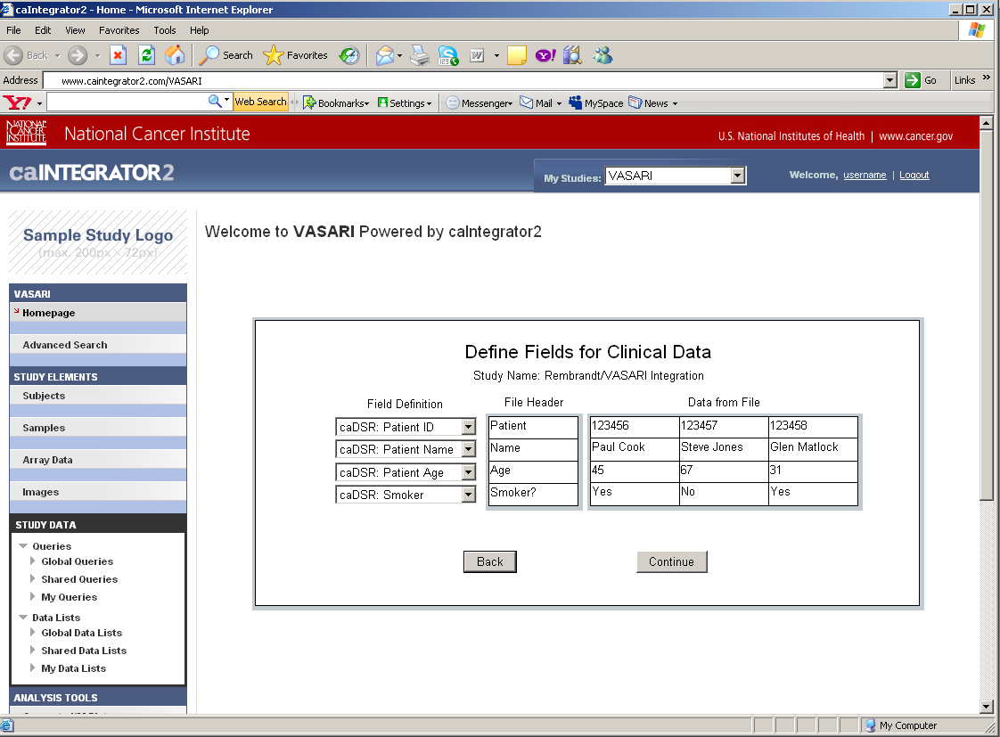 caIntegrator2 - Home - Microsoft Internet Explorer
File Edit View Favorites Tools Help
Back Search Favorites
Address www.caintegrator2.com/VASARI Go Links »
Y! Web Search Bookmarks Settings Messenger Mail MySpace News
NATIONAL CANCER INSTITUTE National Cancer Institute U.S. National Institutes of Health | www.cancer.gov
caINTEGRATOR2 My Studies: VASARI Welcome, username | Logout
Sample Study Logo
(max. 200px × 72px)
Welcome to VASARI Powered by caIntegrator2
VASARI
Homepage
Advanced Search
STUDY ELEMENTS
Subjects
Samples
Array Data
Images
STUDY DATA
Queries
Global Queries
Shared Queries
My Queries
Data Lists
Global Data Lists
Shared Data Lists
My Data Lists
ANALYSIS TOOLS
Define Fields for Clinical Data
Study Name: Rembrandt/VASARI Integration
Field Definition File Header Data from File
caDSR: Patient ID Patient 123456 123457 123458
caDSR: Patient Name Name Paul Cook Steve Jones Glen Matlock
caDSR: Patient Age Age 45 67 31
caDSR: Smoker Smoker? Yes No Yes
Back Continue
My Computer